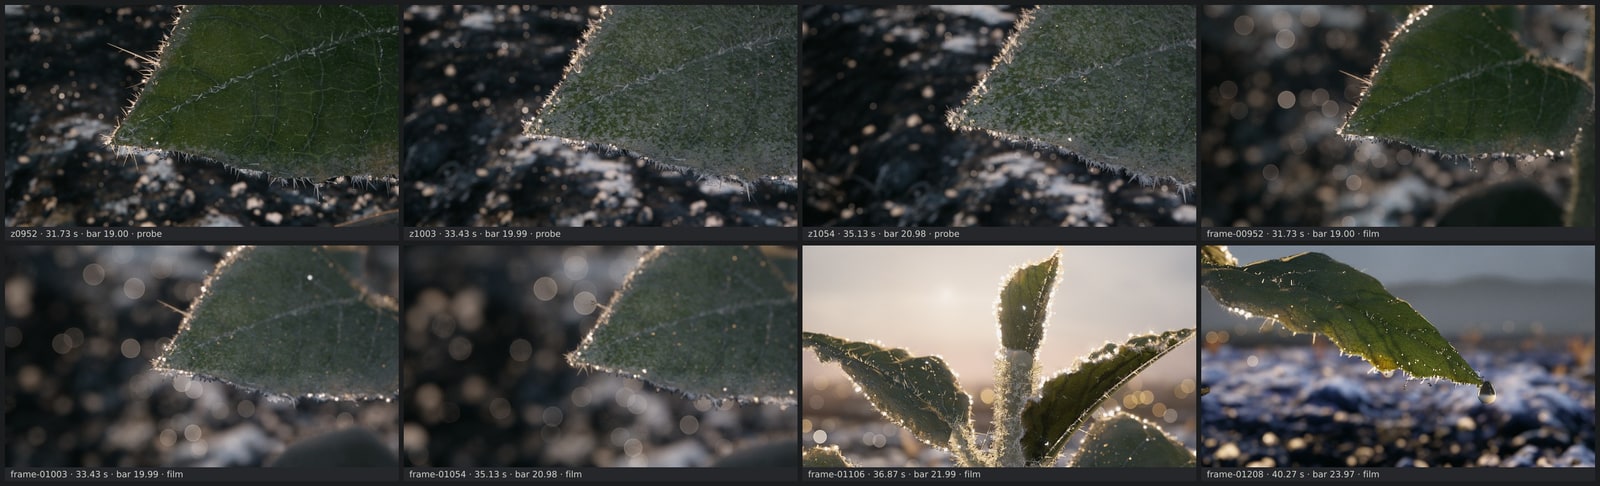 z0952 · 31.73 s · bar 19.00 · probe
z1003 · 33.43 s · bar 19.99 · probe
z1054 · 35.13 s · bar 20.98 · probe
frame-00952 · 31.73 s · bar 19.00 · film
frame-01003 · 33.43 s · bar 19.99 · film
frame-01054 · 35.13 s · bar 20.98 · film
frame-01106 · 36.87 s · bar 21.99 · film
frame-01208 · 40.27 s · bar 23.97 · film